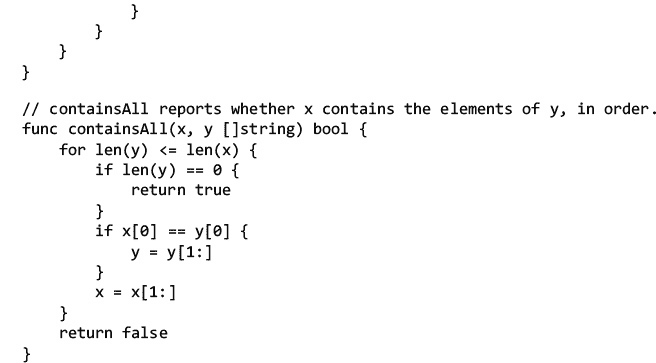 }
        }
    }
}

// containsAll reports whether x contains the elements of y, in order.
func containsAll(x, y []string) bool {
    for len(y) <= len(x) {
        if len(y) == 0 {
            return true
        }
        if x[0] == y[0] {
            y = y[1:]
        }
        x = x[1:]
    }
    return false
}